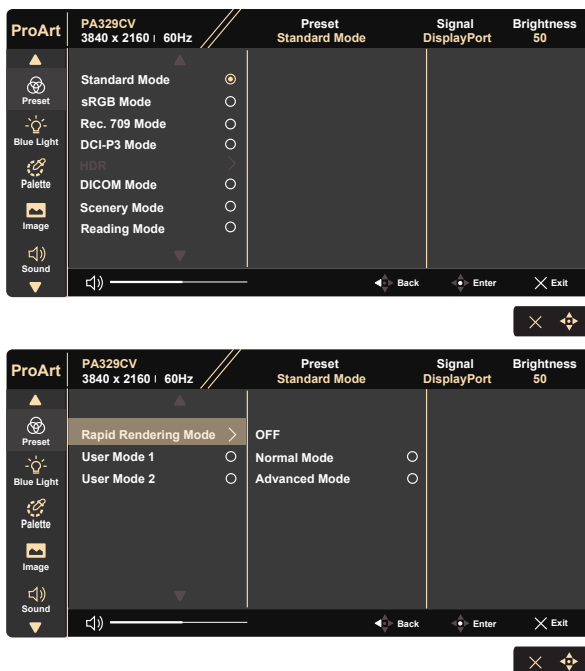 ProArt
PA329CV
3840 x 2160 60Hz
Preset
Standard Mode
Signal
DisplayPort
Brightness
50
Preset
Blue Light
Palette
Image
Sound
Standard Mode
sRGB Mode
Rec. 709 Mode
DCI-P3 Mode
HDR
DICOM Mode
Scenery Mode
Reading Mode
Back
Enter
Exit
ProArt
PA329CV
3840 x 2160 60Hz
Preset
Standard Mode
Signal
DisplayPort
Brightness
50
Preset
Blue Light
Palette
Image
Sound
Rapid Rendering Mode
User Mode 1
User Mode 2
OFF
Normal Mode
Advanced Mode
Back
Enter
Exit